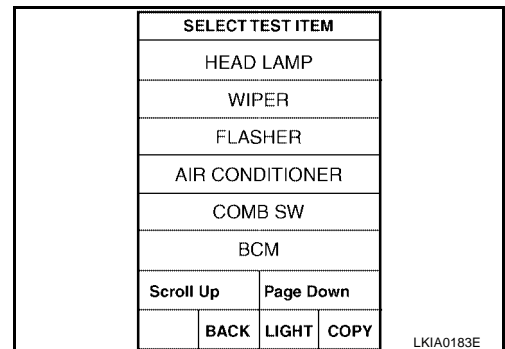 SELECT TEST ITEM
HEAD LAMP
WIPER
FLASHER
AIR CONDITIONER
COMB SW
BCM
Scroll Up Page Down
BACK LIGHT COPY
LKIA0183E